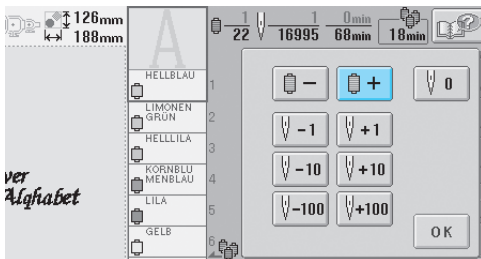 126mm
188mm
A
1
22
1
16995
0min
68min
18min
HELLBLAU
1
LIMONEN
GRÜN
2
HELLLILA
3
KORNBLU
MENBLAU
4
LILA
5
GELB
6
ver
Alqhabet
−
+
0
−1
+1
−10
+10
−100
+100
OK